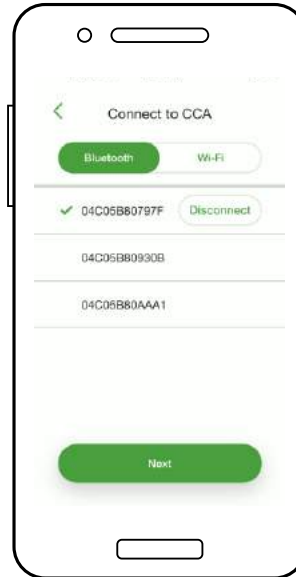 Connect to CCA
Bluetooth Wi-Fi
04C05B80797F Disconnect
04C05B80930B
04C05B80AAA1
Next